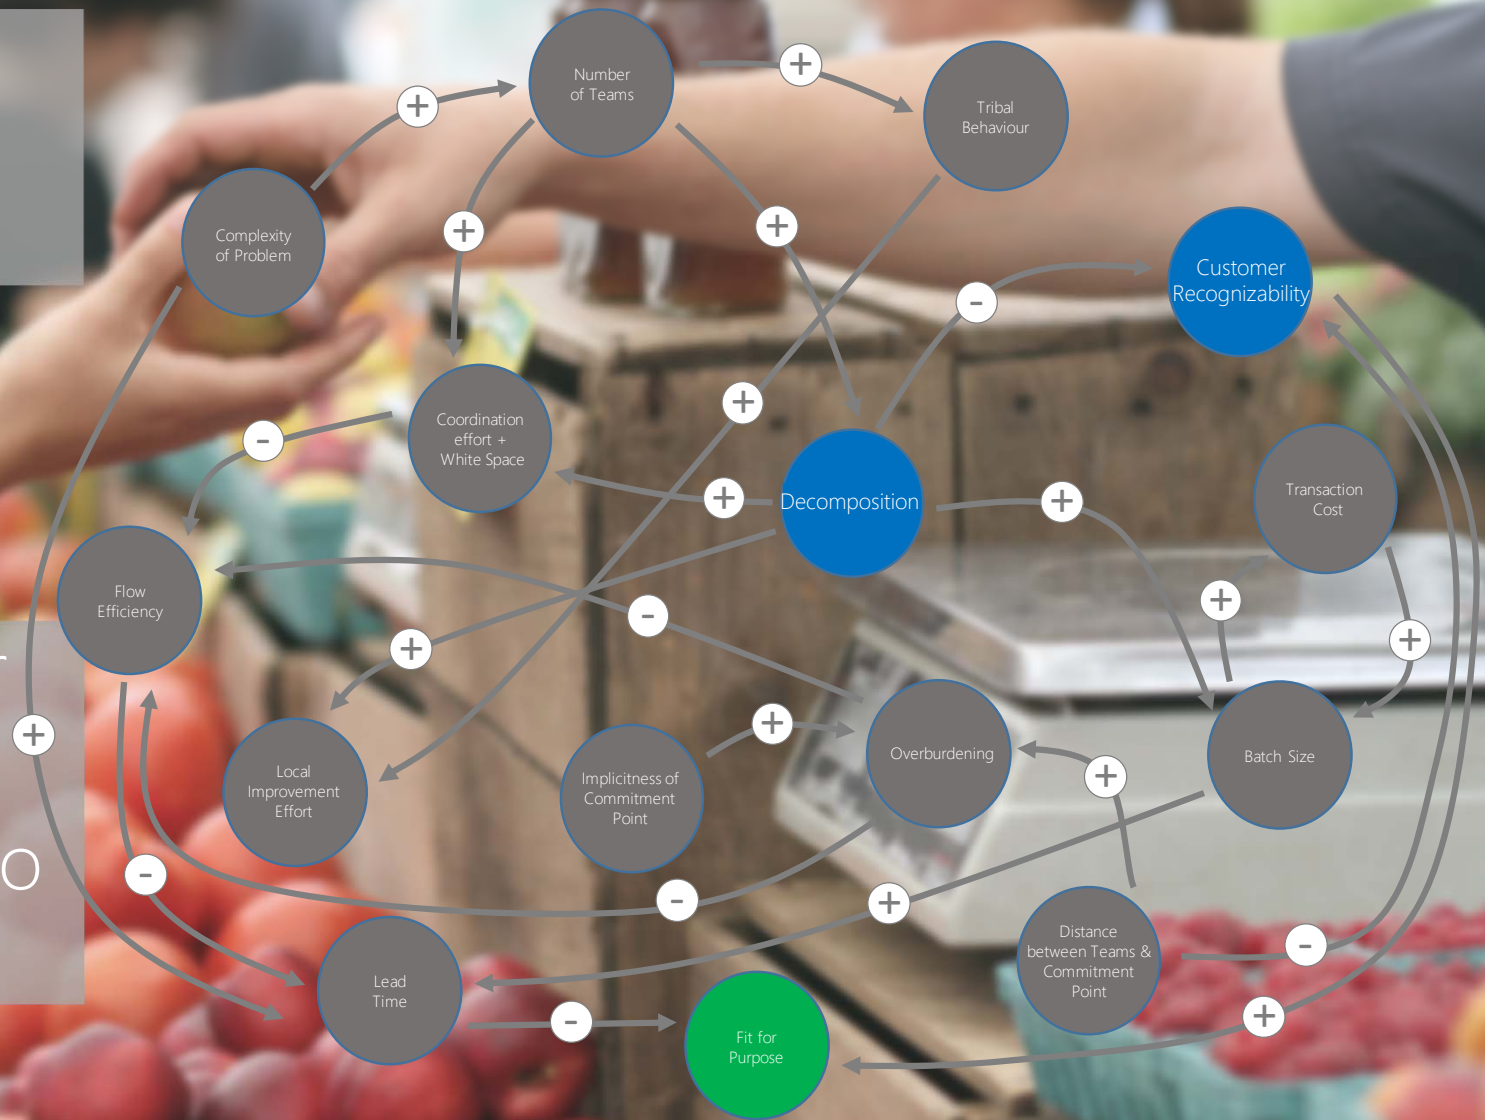 Number
of Teams
+
+
Tribal
Behaviour
Complexity
of Problem
+
+
Customer
Recognizability
-
+
Coordination
effort +
White Space
-
+
Decomposition
+
Transaction
Cost
Flow
Efficiency
-
+
+
+
+
Local
Improvement
Effort
Implicitness of
Commitment
Point
+
Overburdening
+
Batch Size
-
-
+
Distance
between Teams &
Commitment
Point
-
Lead
Time
-
Fit for
Purpose
+